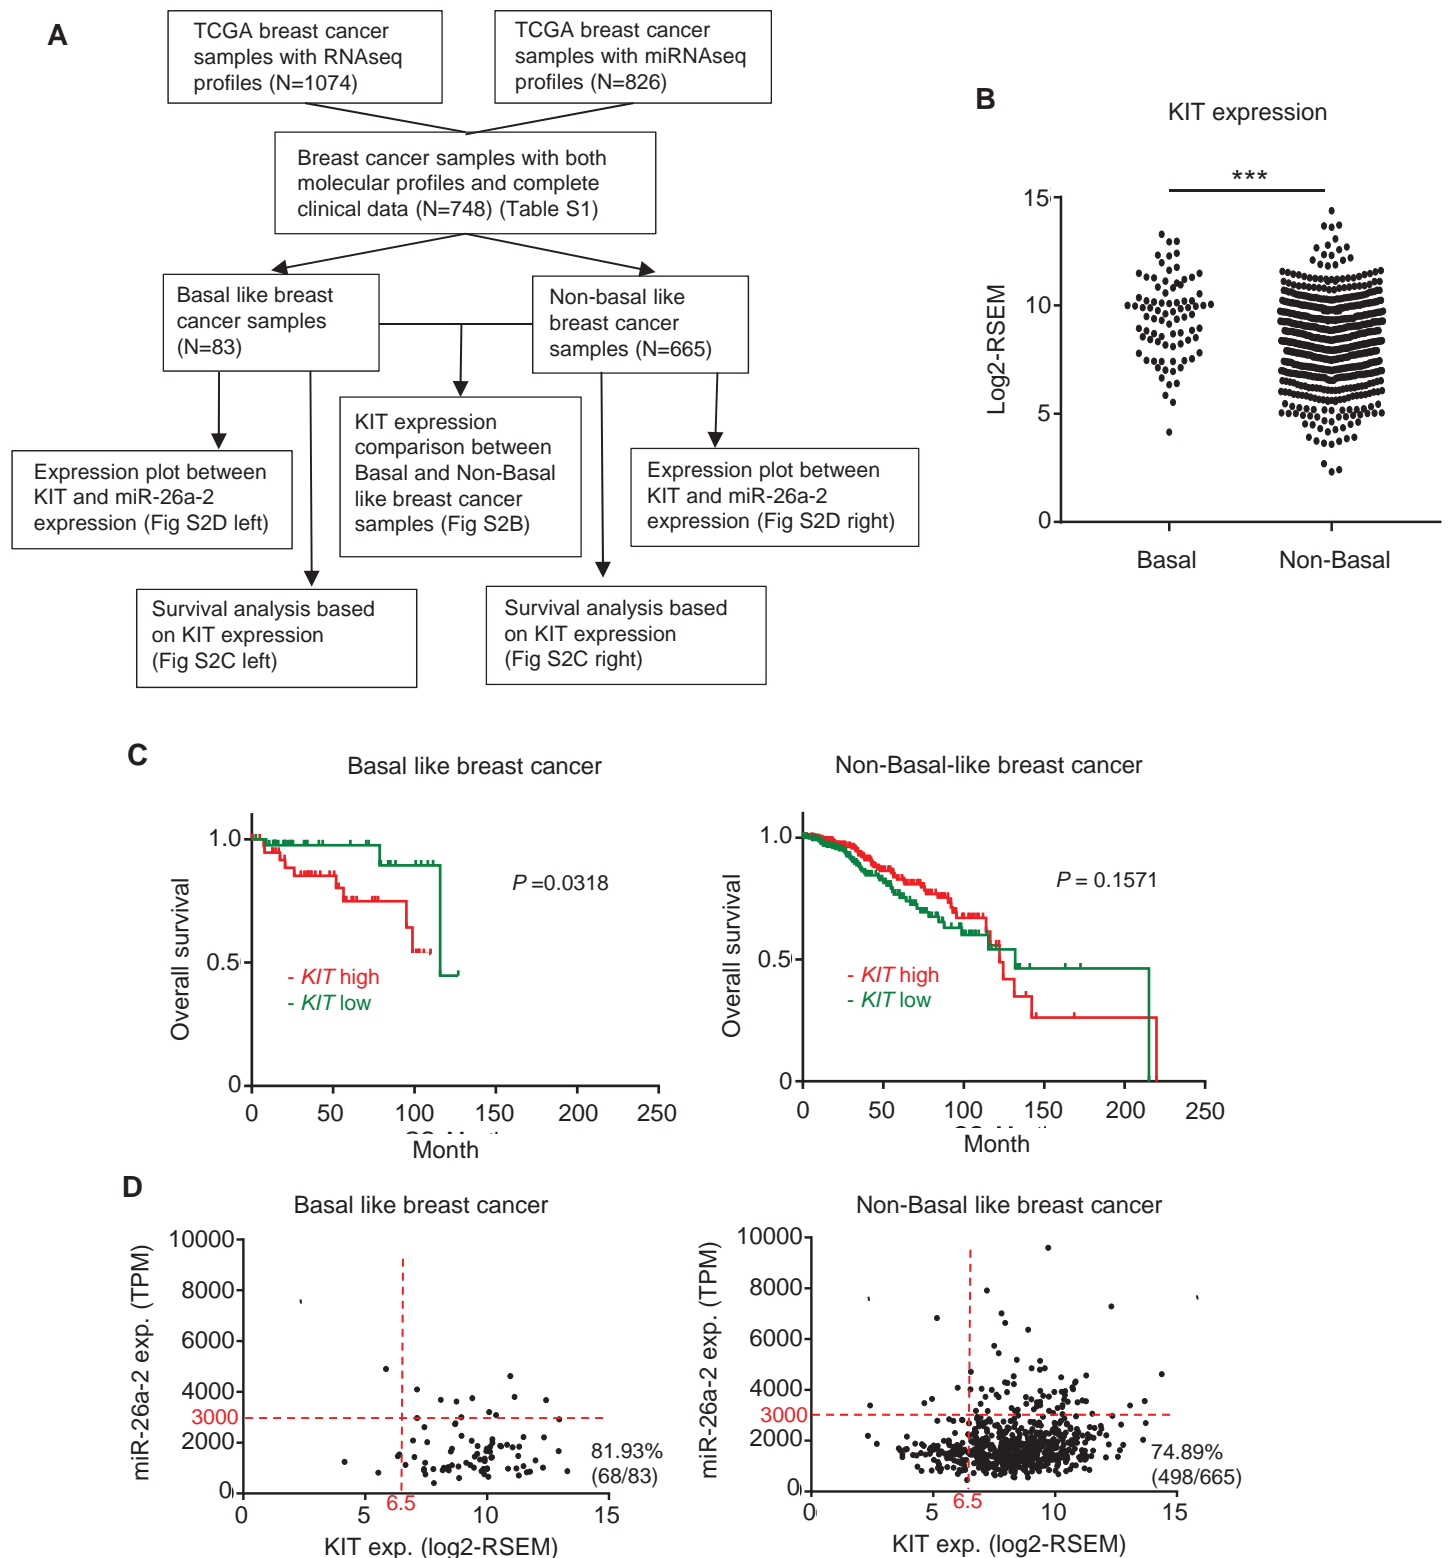 A
TCGA breast cancer
samples with RNAseq
profiles (N=1074)
TCGA breast cancer
samples with miRNAseq
profiles (N=826)
Breast cancer samples with both
molecular profiles and complete
clinical data (N=748) (Table S1)
Basal like breast
cancer samples
(N=83)
Non-basal like
breast cancer
samples (N=665)
KIT expression
comparison between
Basal and Non-Basal
like breast cancer
samples (Fig S2B)
Expression plot between
KIT and miR-26a-2
expression (Fig S2D left)
Expression plot between
KIT and miR-26a-2
expression (Fig S2D right)
Survival analysis based
on KIT expression
(Fig S2C left)
Survival analysis based
on KIT expression
(Fig S2C right)
B
KIT expression
***
15
10
5
0
Log2-RSEM
Basal
Non-Basal
C
Basal like breast cancer
1.0
0.5
0
Overall survival
P =0.0318
- KIT high
- KIT low
0 50 100 150 200 250
Month
Non-Basal-like breast cancer
1.0
0.5
0
Overall survival
P = 0.1571
- KIT high
- KIT low
0 50 100 150 200 250
Month
D
Basal like breast cancer
10000
8000
6000
4000
3000
2000
0
miR-26a-2 exp. (TPM)
81.93%
(68/83)
6.5
0 5 10 15
KIT exp. (log2-RSEM)
Non-Basal like breast cancer
10000
8000
6000
4000
3000
2000
0
miR-26a-2 exp. (TPM)
74.89%
(498/665)
6.5
0 5 10 15
KIT exp. (log2-RSEM)